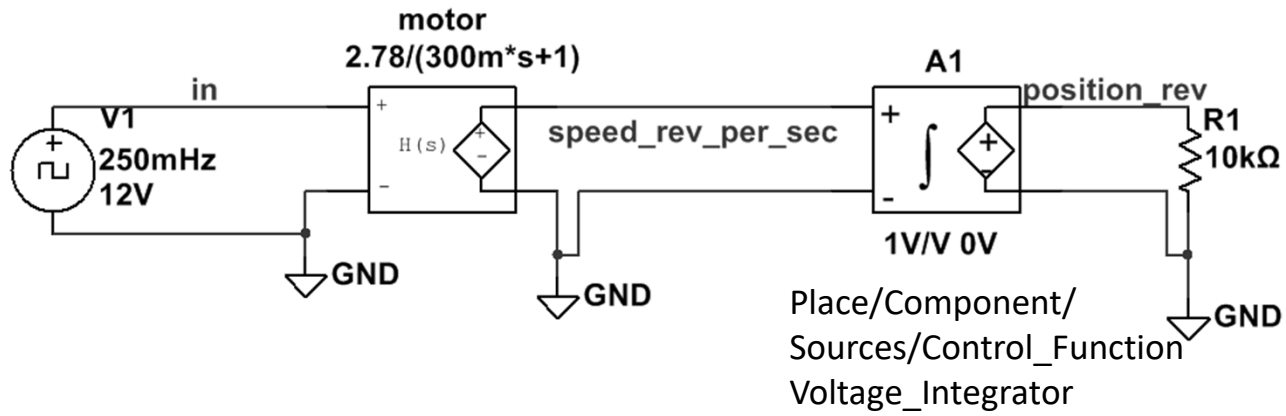 motor
2.78/(300m*s+1)
in
V1
250mHz
12V
+
-
H(s)
+
-
speed_rev_per_sec
A1
+
-
∫
+
-
1V/V 0V
position_rev
R1
10kΩ
GND
GND
GND
Place/Component/
Sources/Control_Function
Voltage_Integrator